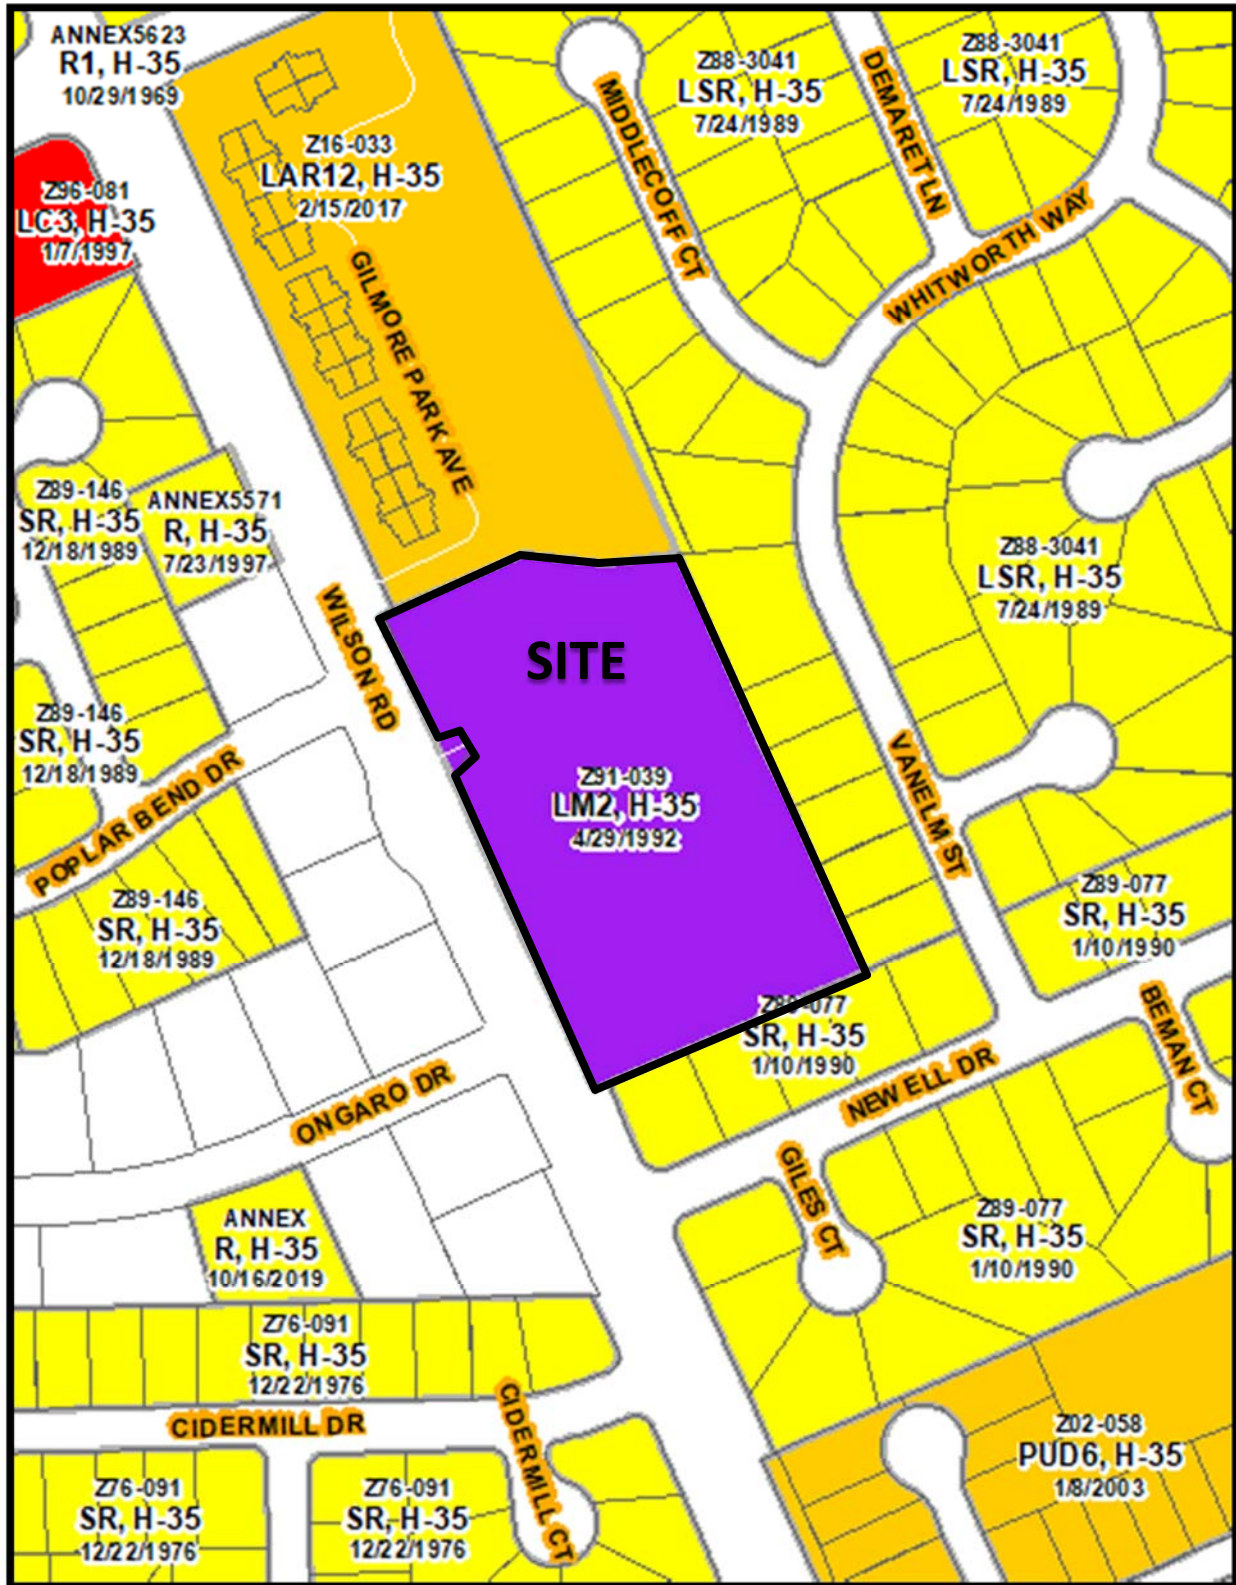 ANNEX5623
R1, H-35
10/29/1969
Z88-3041
LSR, H-35
7/24/1989
DEMARET LN
Z88-3041
LSR, H-35
7/24/1989
MIDDLECOFF CT
Z16-033
LAR12, H-35
2/15/2017
Z96-081
LC3, H-35
1/7/1997
WHITWORTH WAY
GILMORE PARK AVE
Z89-146
SR, H-35
12/18/1989
ANNEX5571
R, H-35
7/23/1997
Z88-3041
LSR, H-35
7/24/1989
WILSON RD
SITE
Z89-146
SR, H-35
12/18/1989
POPLAR BEND DR
Z91-039
LM2, H-35
4/29/1992
VANELM ST
Z89-146
SR, H-35
12/18/1989
Z89-077
SR, H-35
1/10/1990
Z89-077
SR, H-35
1/10/1990
BEMAN CT
NEWELL DR
ONGARO DR
GILES CT
ANNEX
R, H-35
10/16/2019
Z89-077
SR, H-35
1/10/1990
Z76-091
SR, H-35
12/22/1976
CIDERMILL DR
CIDERMILL CT
Z02-058
PUD6, H-35
1/8/2003
Z76-091
SR, H-35
12/22/1976
Z76-091
SR, H-35
12/22/1976